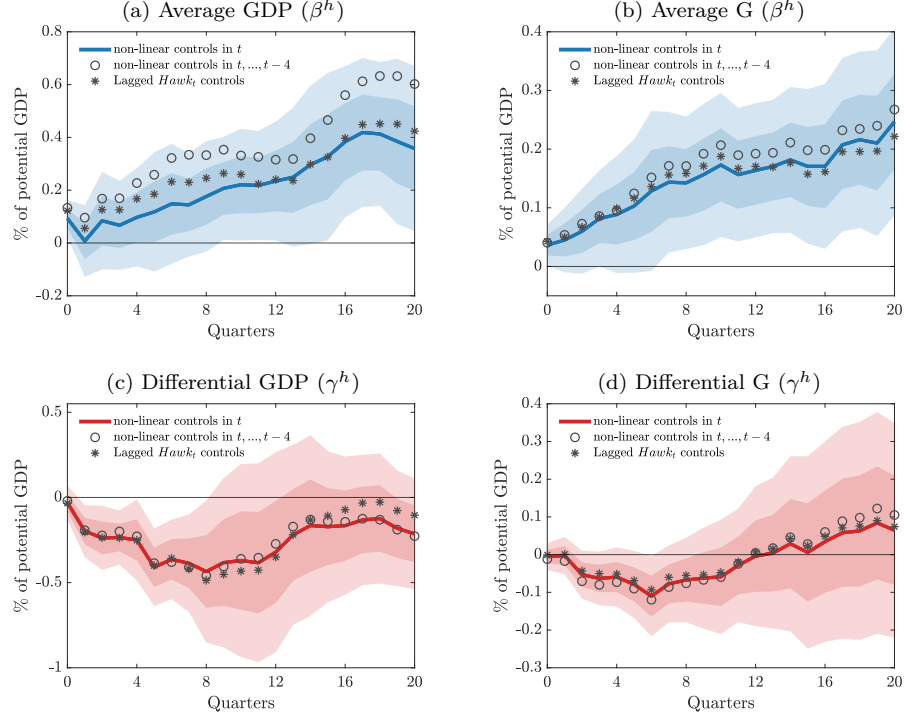 (a) Average GDP (β^h)
% of potential GDP
0.8
0.6
0.4
0.2
0
-0.2
non-linear controls in t
non-linear controls in t, ..., t − 4
Lagged Hawk_t controls
0 4 8 12 16 20
Quarters
(b) Average G (β^h)
% of potential GDP
0.4
0.3
0.2
0.1
0
non-linear controls in t
non-linear controls in t, ..., t − 4
Lagged Hawk_t controls
0 4 8 12 16 20
Quarters
(c) Differential GDP (γ^h)
% of potential GDP
0.5
0
-0.5
-1
non-linear controls in t
non-linear controls in t, ..., t − 4
Lagged Hawk_t controls
0 4 8 12 16 20
Quarters
(d) Differential G (γ^h)
% of potential GDP
0.4
0.3
0.2
0.1
0
-0.1
-0.2
-0.3
non-linear controls in t
non-linear controls in t, ..., t − 4
Lagged Hawk_t controls
0 4 8 12 16 20
Quarters